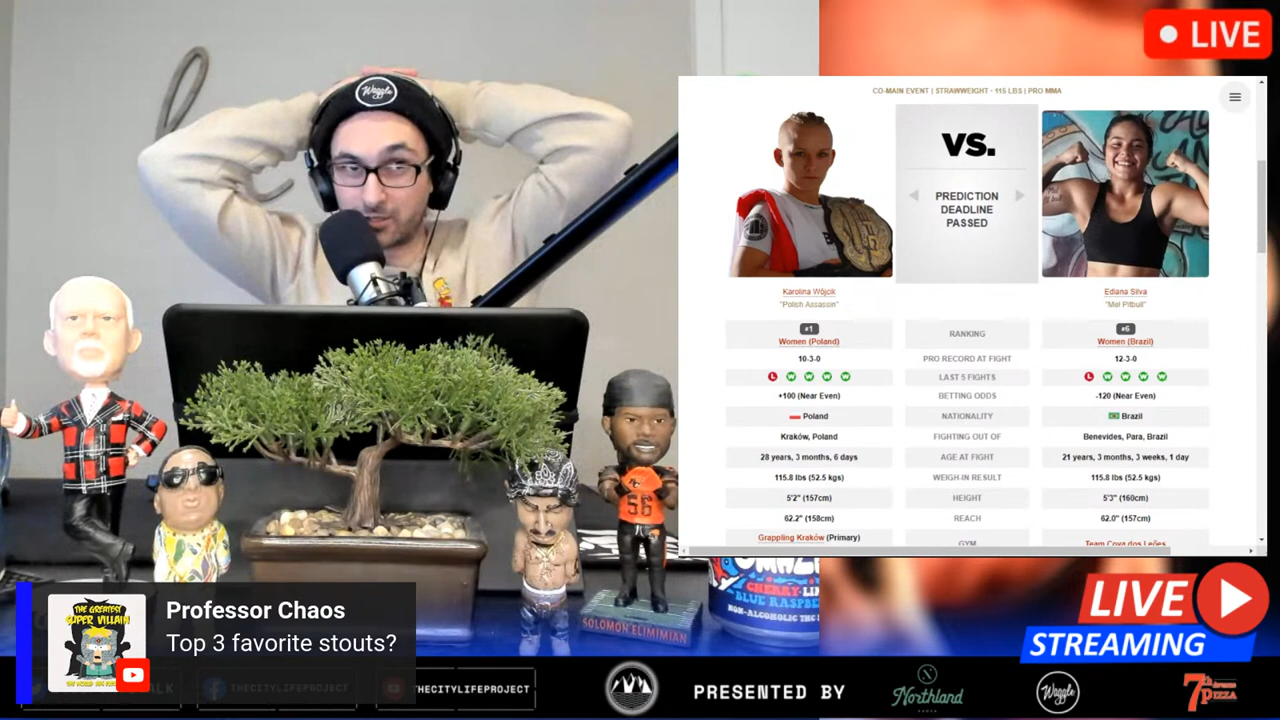 LIVE
Waggle
CO-MAIN EVENT | STRAWWEIGHT · 115 LBS | PRO MMA
VS.
PREDICTION
DEADLINE
PASSED
Karolina Wójcik
"Polish Assassin"
Ediana Silva
"Mel Pitbull"
#1
Women (Poland)
RANKING
#6
Women (Brazil)
10-3-0
PRO RECORD AT FIGHT
12-3-0
L W W W W
LAST 5 FIGHTS
L W W W W
+100 (Near Even)
BETTING ODDS
-120 (Near Even)
Poland
NATIONALITY
Brazil
Kraków, Poland
FIGHTING OUT OF
Benevides, Para, Brazil
28 years, 3 months, 6 days
AGE AT FIGHT
21 years, 3 months, 3 weeks, 1 day
115.8 lbs (52.5 kgs)
WEIGH-IN RESULT
115.8 lbs (52.5 kgs)
5'2" (157cm)
HEIGHT
5'3" (160cm)
62.2" (158cm)
REACH
62.0" (157cm)
Grappling Kraków (Primary)
GYM
Team Cova dos Leões
56
SOLOMON ELIMIMIAN
CHERRY-LI
BLUE RASPBE
NON-ALCOHOLIC
THE GREATEST
SUPER VILLAIN
Professor Chaos
Top 3 favorite stouts?
LIVE
STREAMING
THECITYLIFEPROJECT
THECITYLIFEPROJECT
PRESENTED BY
Northland
Waggle
7th Avenue
PIZZA